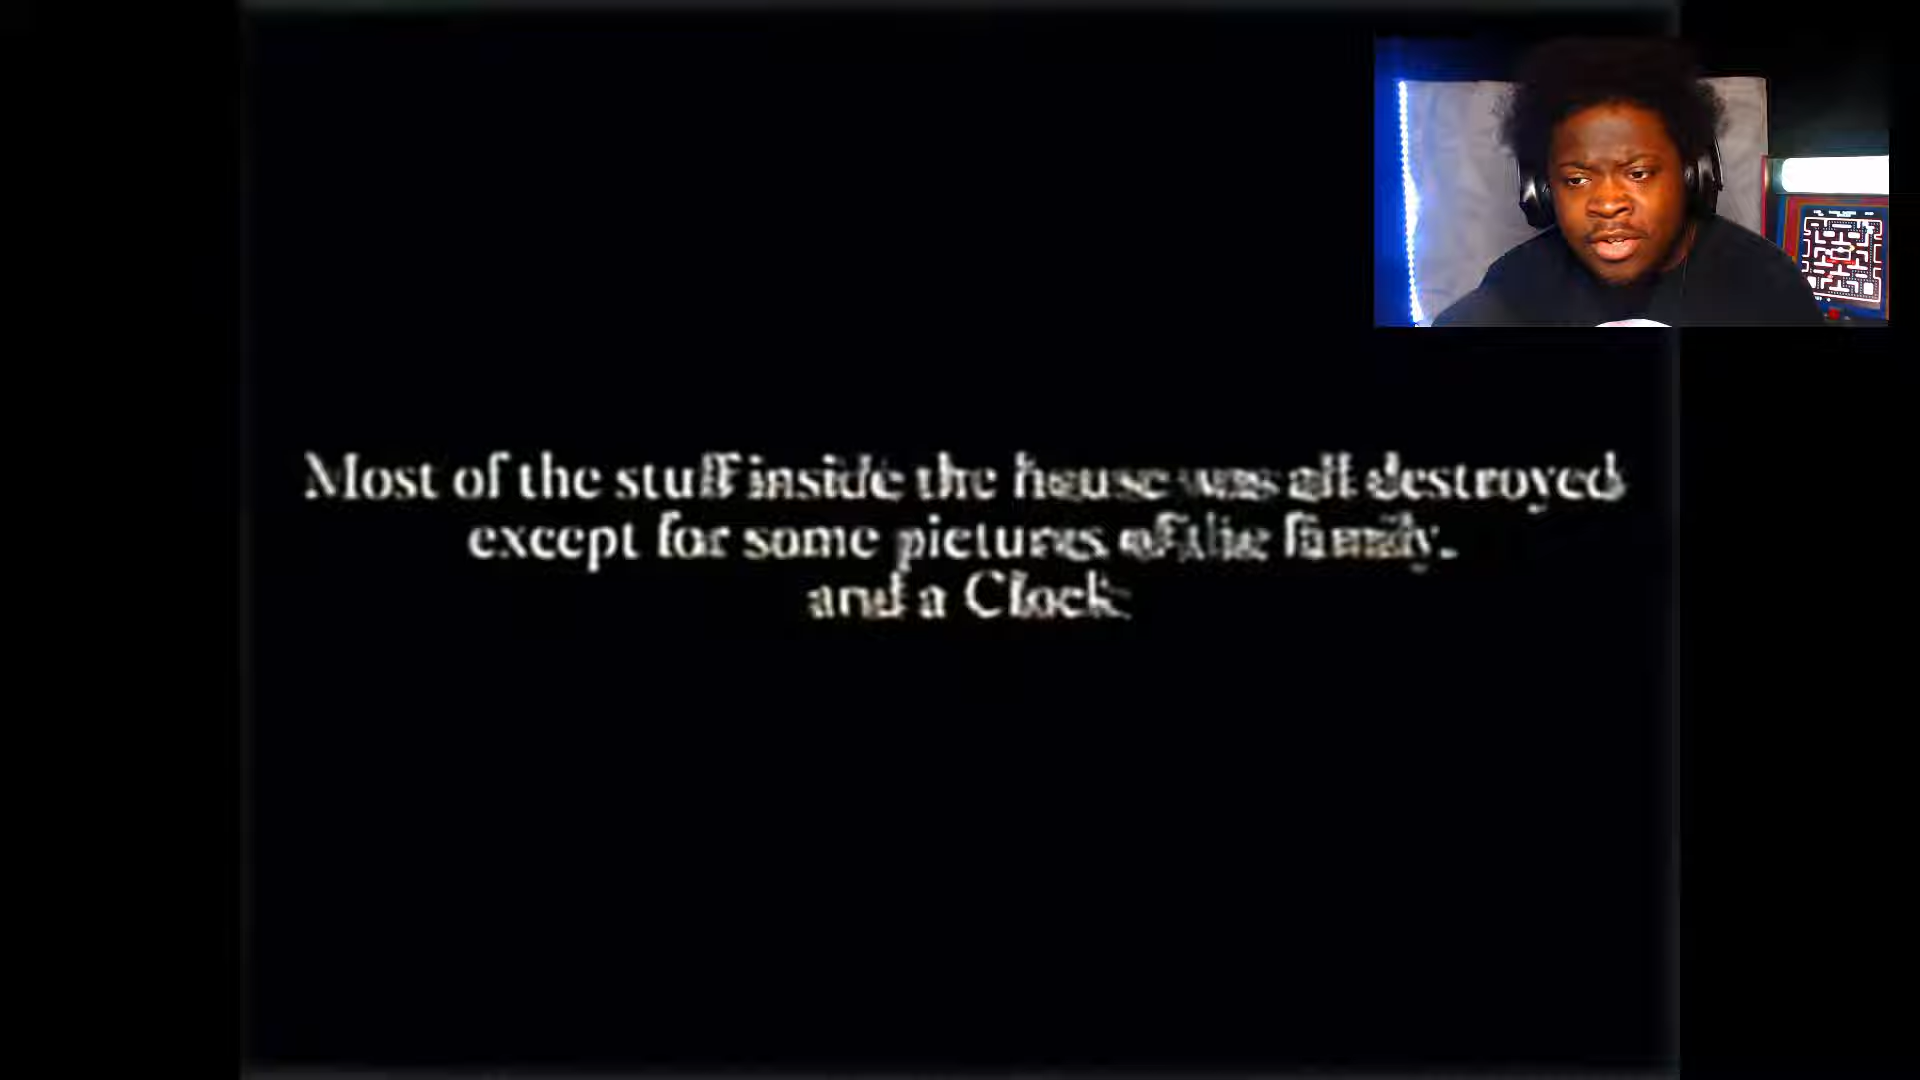 Most of the stuff inside the house was all destroyed
except for some pictures of the family.
and a Clock.